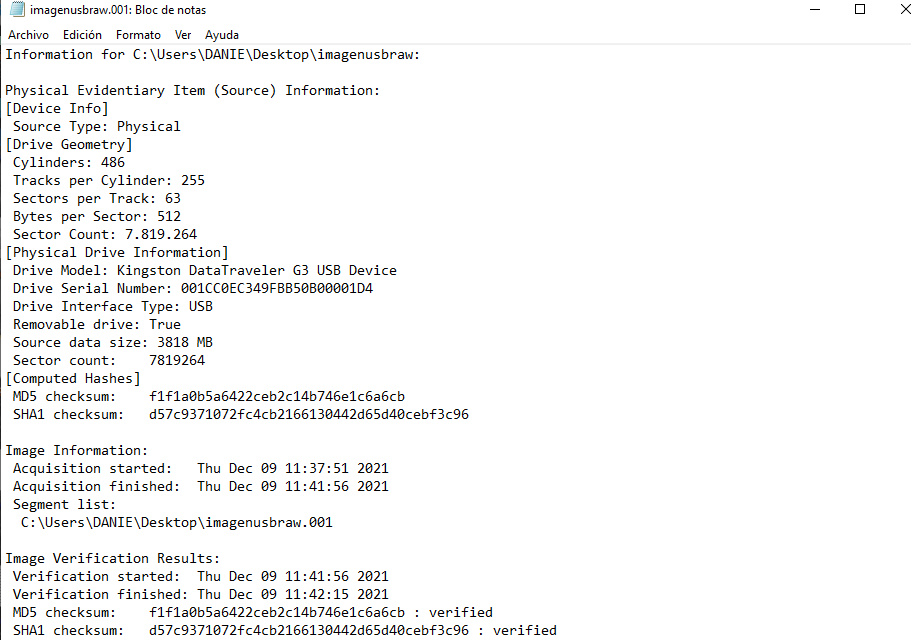 imagenusbraw.001: Bloc de notas
Archivo Edición Formato Ver Ayuda
Information for C:\Users\DANIE\Desktop\imagenusbraw:
Physical Evidentiary Item (Source) Information:
[Device Info]
Source Type: Physical
[Drive Geometry]
Cylinders: 486
Tracks per Cylinder: 255
Sectors per Track: 63
Bytes per Sector: 512
Sector Count: 7.819.264
[Physical Drive Information]
Drive Model: Kingston DataTraveler G3 USB Device
Drive Serial Number: 001CC0EC349FBB50B00001D4
Drive Interface Type: USB
Removable drive: True
Source data size: 3818 MB
Sector count:    7819264
[Computed Hashes]
MD5 checksum:    f1f1a0b5a6422ceb2c14b746e1c6a6cb
SHA1 checksum:   d57c9371072fc4cb2166130442d65d40cebf3c96
Image Information:
Acquisition started:   Thu Dec 09 11:37:51 2021
Acquisition finished:  Thu Dec 09 11:41:56 2021
Segment list:
C:\Users\DANIE\Desktop\imagenusbraw.001
Image Verification Results:
Verification started:  Thu Dec 09 11:41:56 2021
Verification finished: Thu Dec 09 11:42:15 2021
MD5 checksum:    f1f1a0b5a6422ceb2c14b746e1c6a6cb : verified
SHA1 checksum:   d57c9371072fc4cb2166130442d65d40cebf3c96 : verified